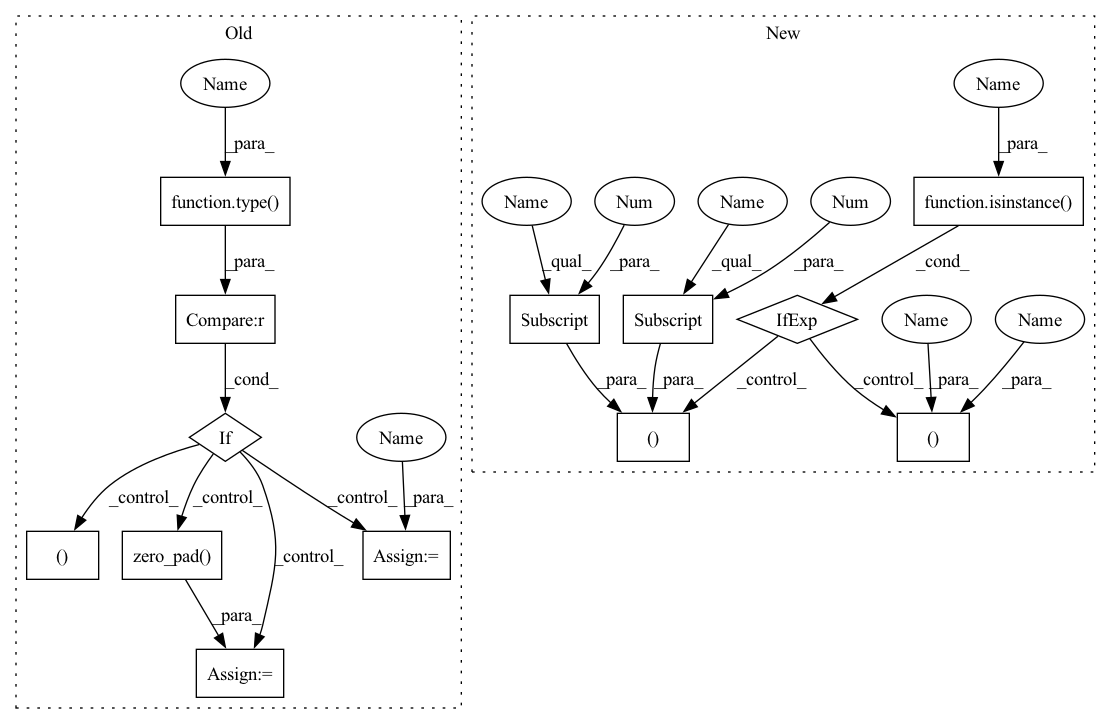 Old
New
Name
Name
_para_
_para_
function.type()
Name
Num
Name
Num
function.isinstance()
_para_
_qual_
_para_
_qual_
_para_
_cond_
Compare:r
Subscript
Subscript
IfExp
Name
Name
_cond_
_para_
_para_
_control_
_control_
_para_
_para_
If
Name
()
()
_control_
_control_
_control_
_para_
()
zero_pad()
_control_
Assign:=
_para_
Assign:=